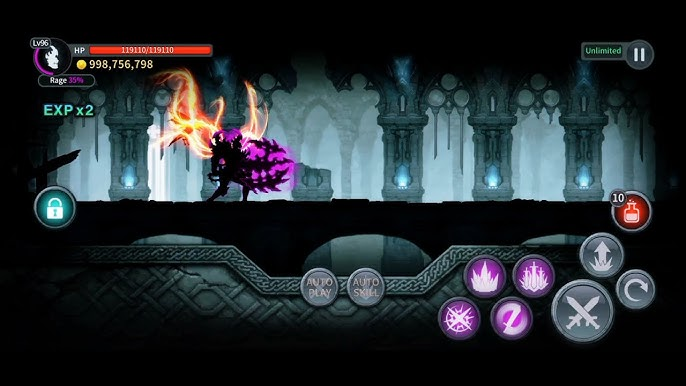 Lv96
HP
119110/119110
998,756,798
Rage 35%
EXP x2
Unlimited
10
AUTO
PLAY
AUTO
SKILL